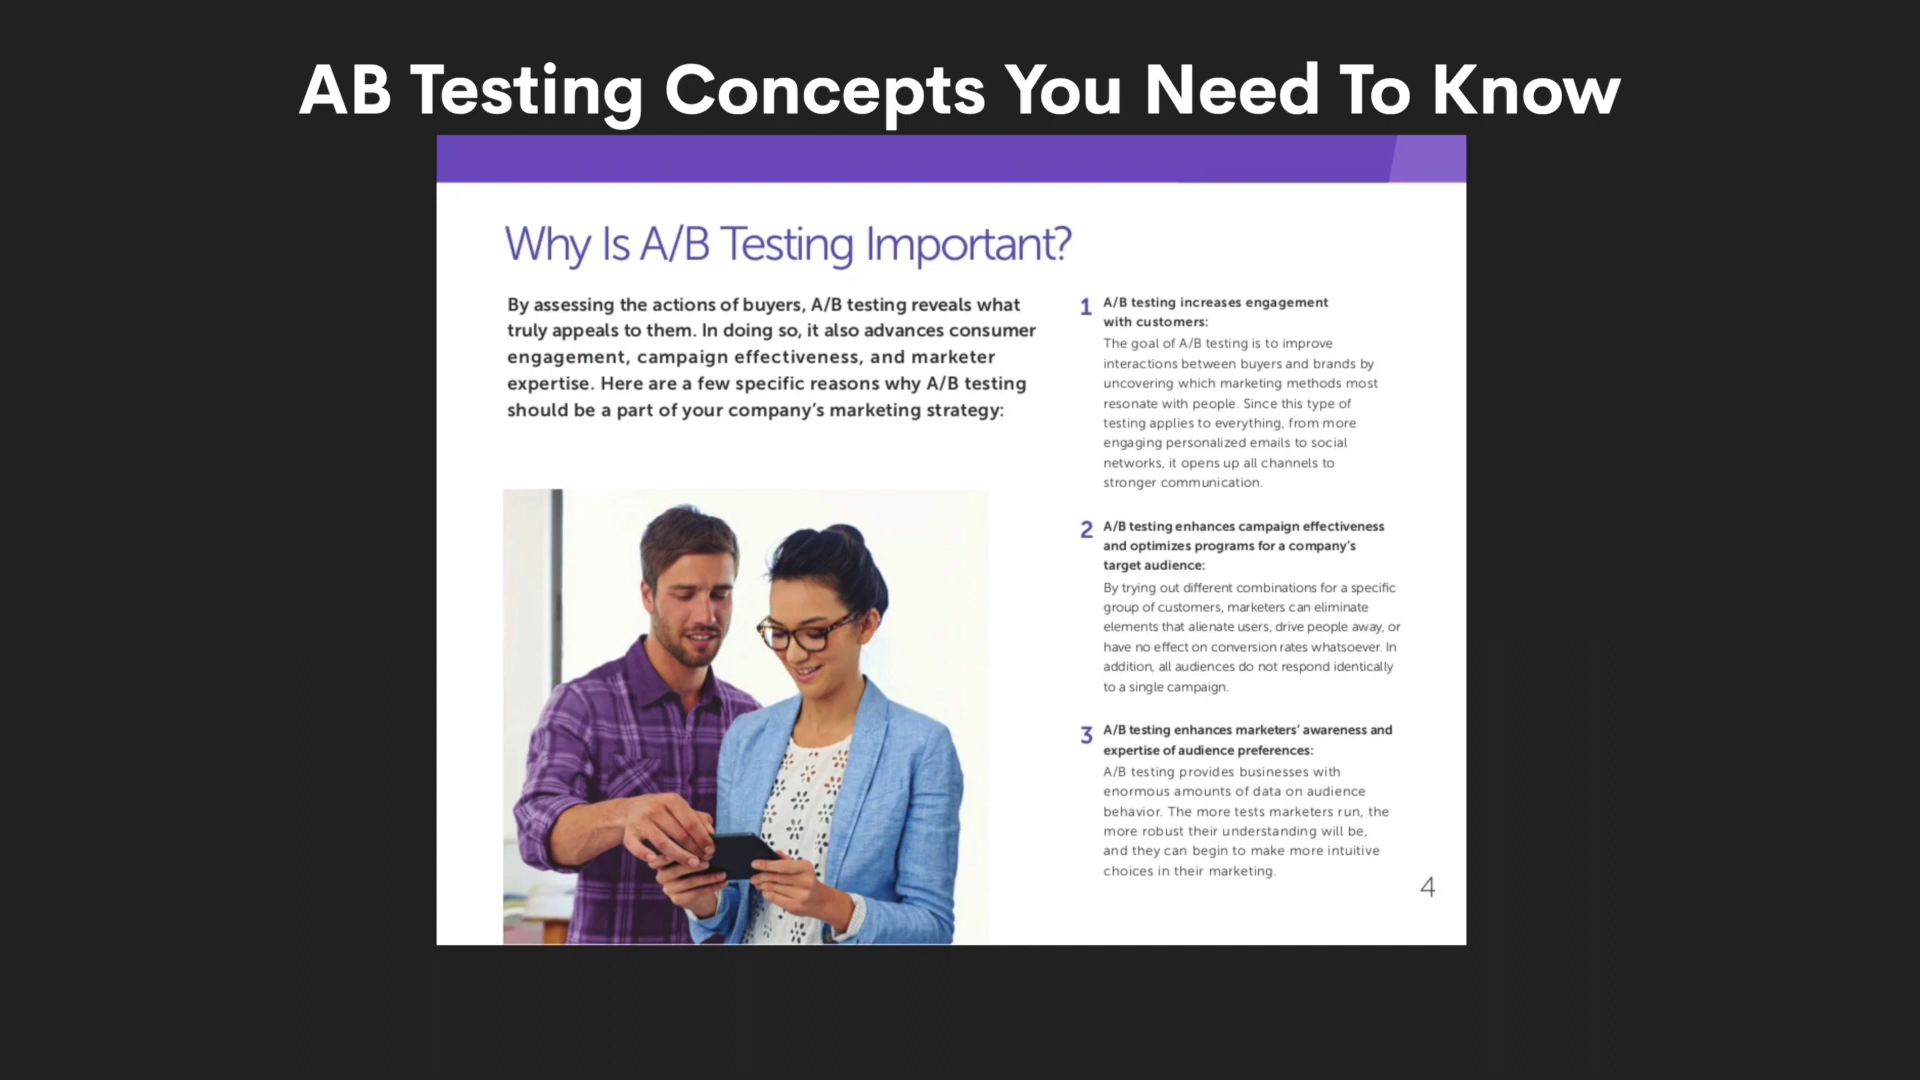 AB Testing Concepts You Need To Know
Why Is A/B Testing Important?
By assessing the actions of buyers, A/B testing reveals what
truly appeals to them. In doing so, it also advances consumer
engagement, campaign effectiveness, and marketer
expertise. Here are a few specific reasons why A/B testing
should be a part of your company’s marketing strategy:
1 A/B testing increases engagement
with customers:
The goal of A/B testing is to improve
interactions between buyers and brands by
uncovering which marketing methods most
resonate with people. Since this type of
testing applies to everything, from more
engaging personalized emails to social
networks, it opens up all channels to
stronger communication.
2 A/B testing enhances campaign effectiveness
and optimizes programs for a company’s
target audience:
By trying out different combinations for a specific
group of customers, marketers can eliminate
elements that alienate users, drive people away, or
have no effect on conversion rates whatsoever. In
addition, all audiences do not respond identically
to a single campaign.
3 A/B testing enhances marketers’ awareness and
expertise of audience preferences:
A/B testing provides businesses with
enormous amounts of data on audience
behavior. The more tests marketers run, the
more robust their understanding will be,
and they can begin to make more intuitive
choices in their marketing.
4